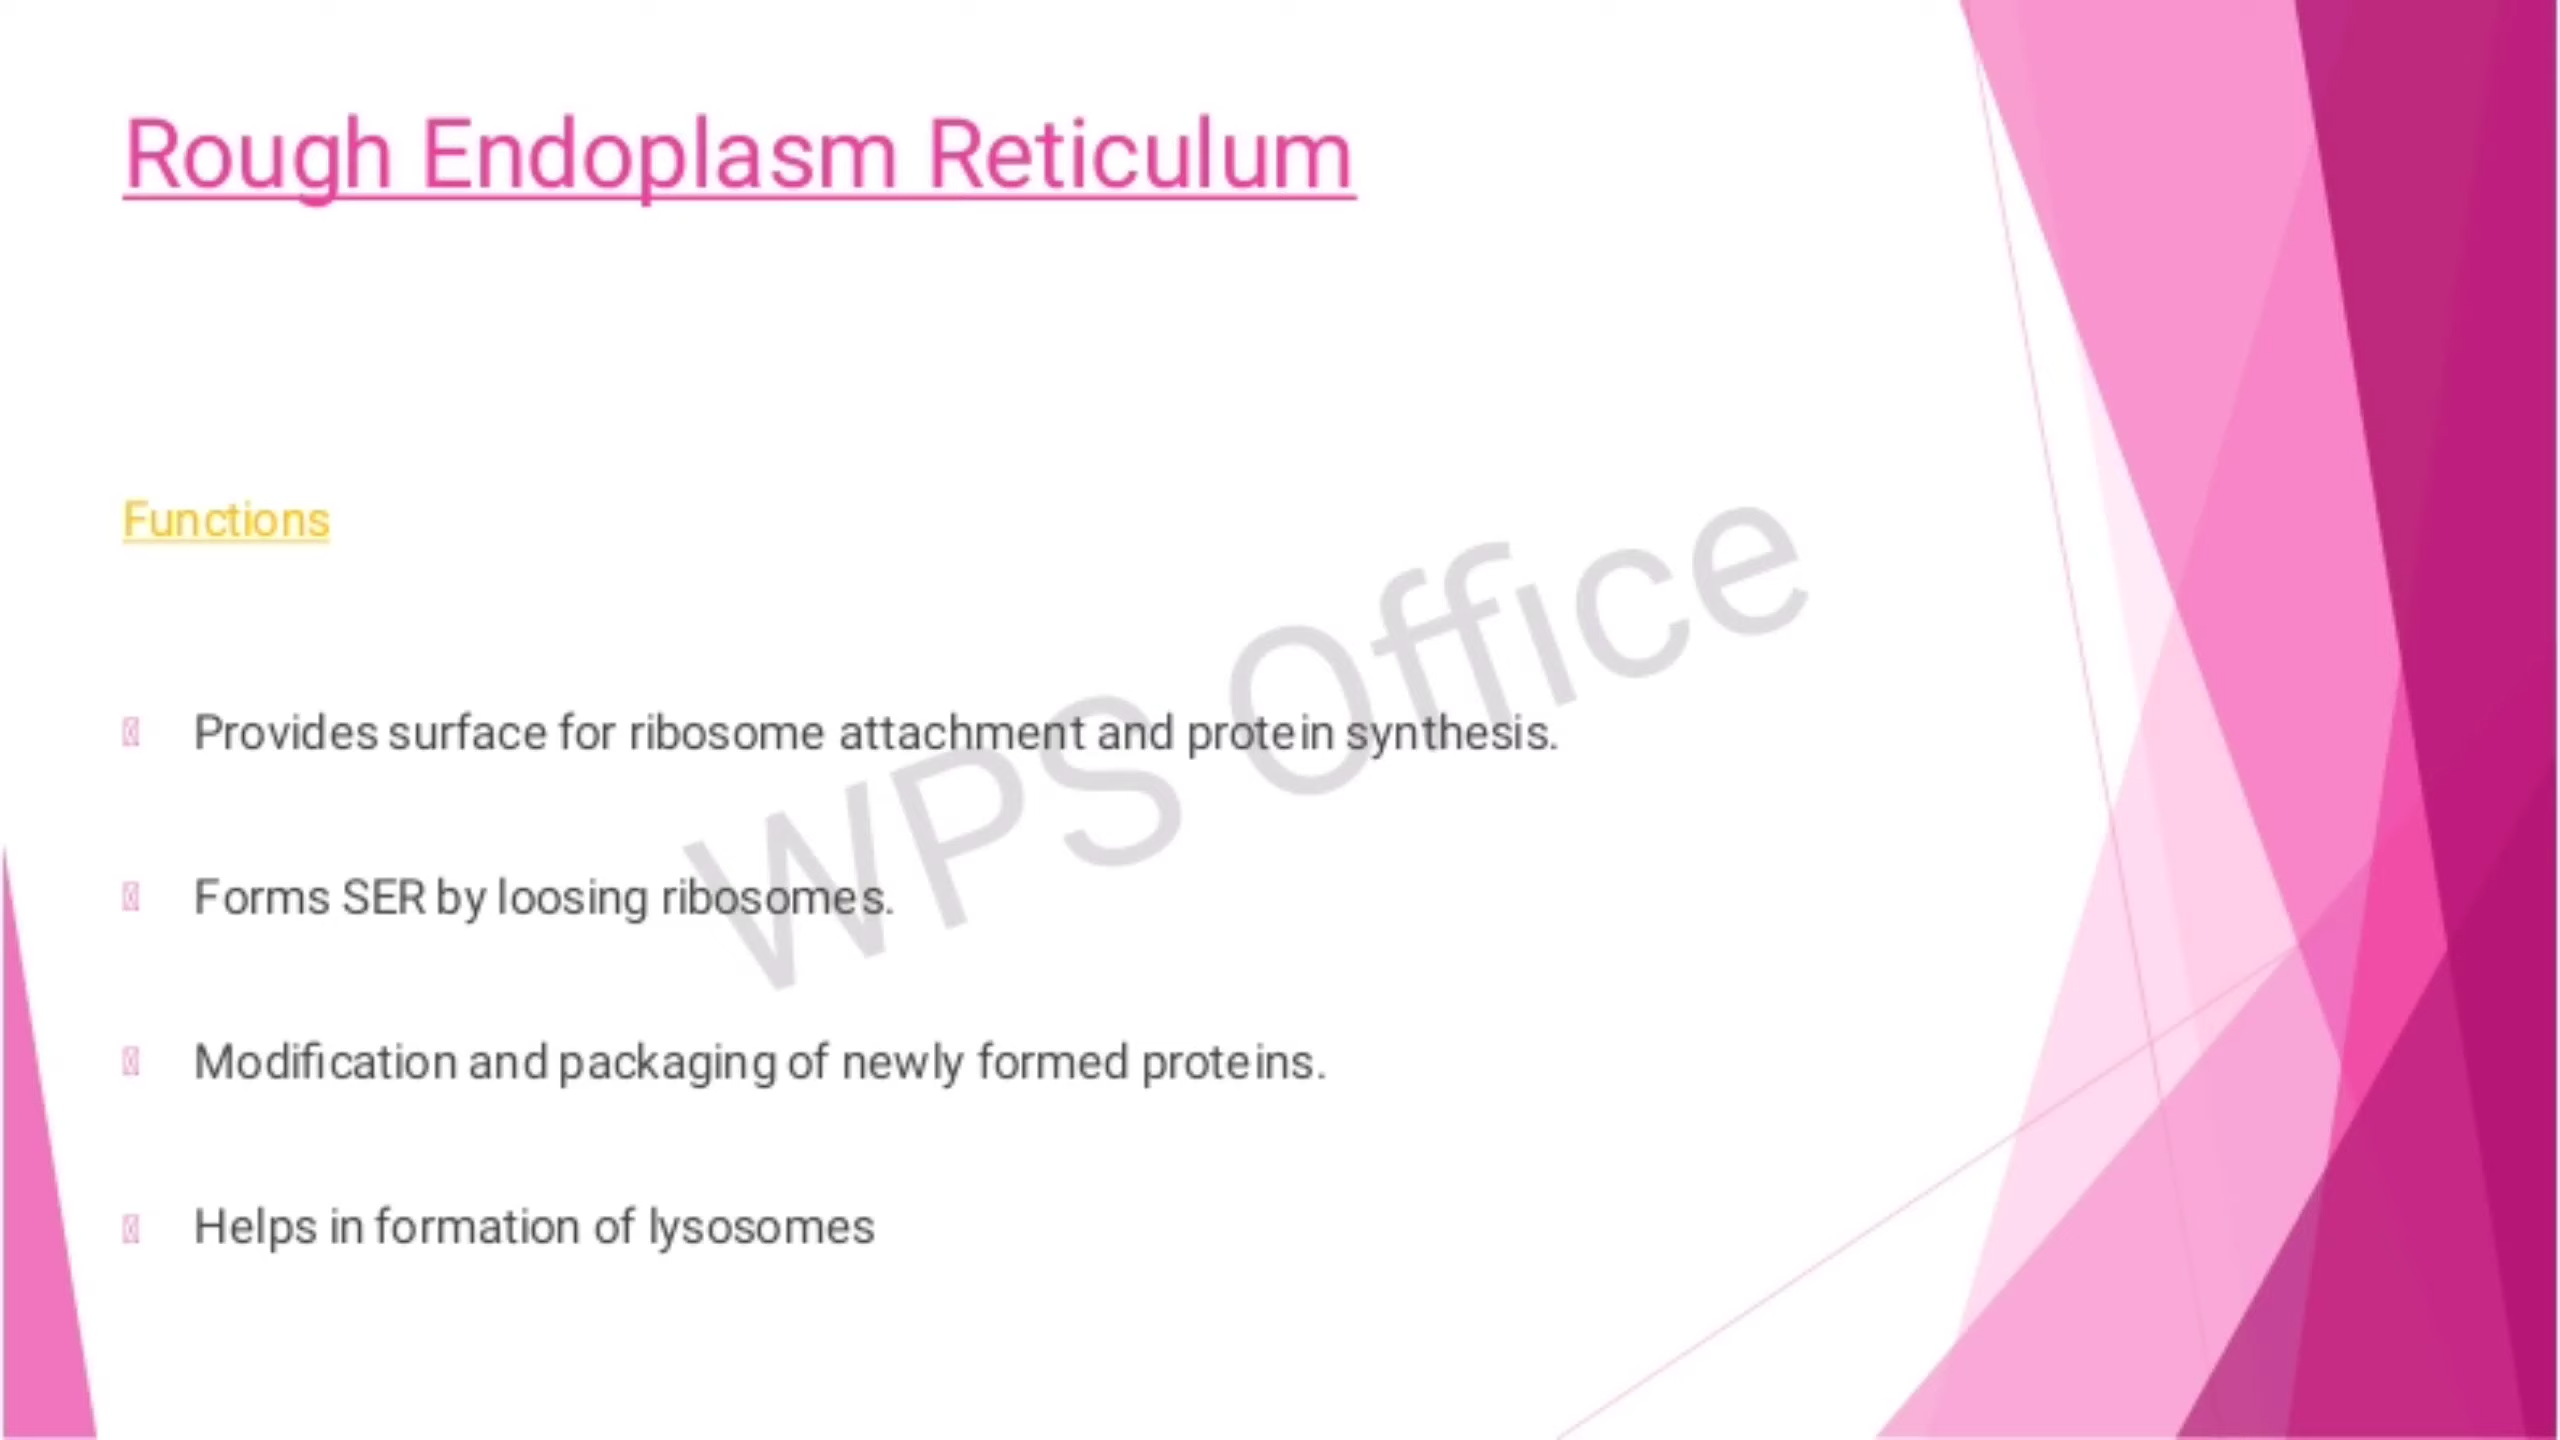 Rough Endoplasm Reticulum
Functions
Provides surface for ribosome attachment and protein synthesis.
Forms SER by loosing ribosomes.
Modification and packaging of newly formed proteins.
Helps in formation of lysosomes
WPS Office